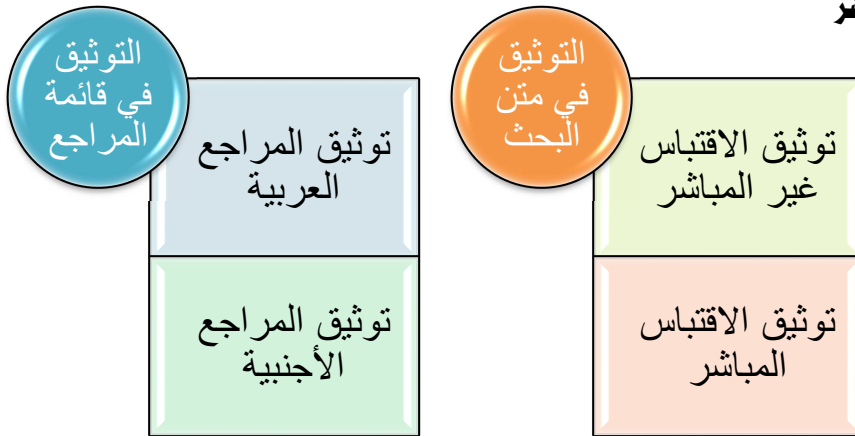 التوثيق
في متن
البحث
توثيق الاقتباس
غير المباشر
توثيق الاقتباس
المباشر
التوثيق
في قائمة
المراجع
توثيق المراجع
العربية
توثيق المراجع
الأجنبية